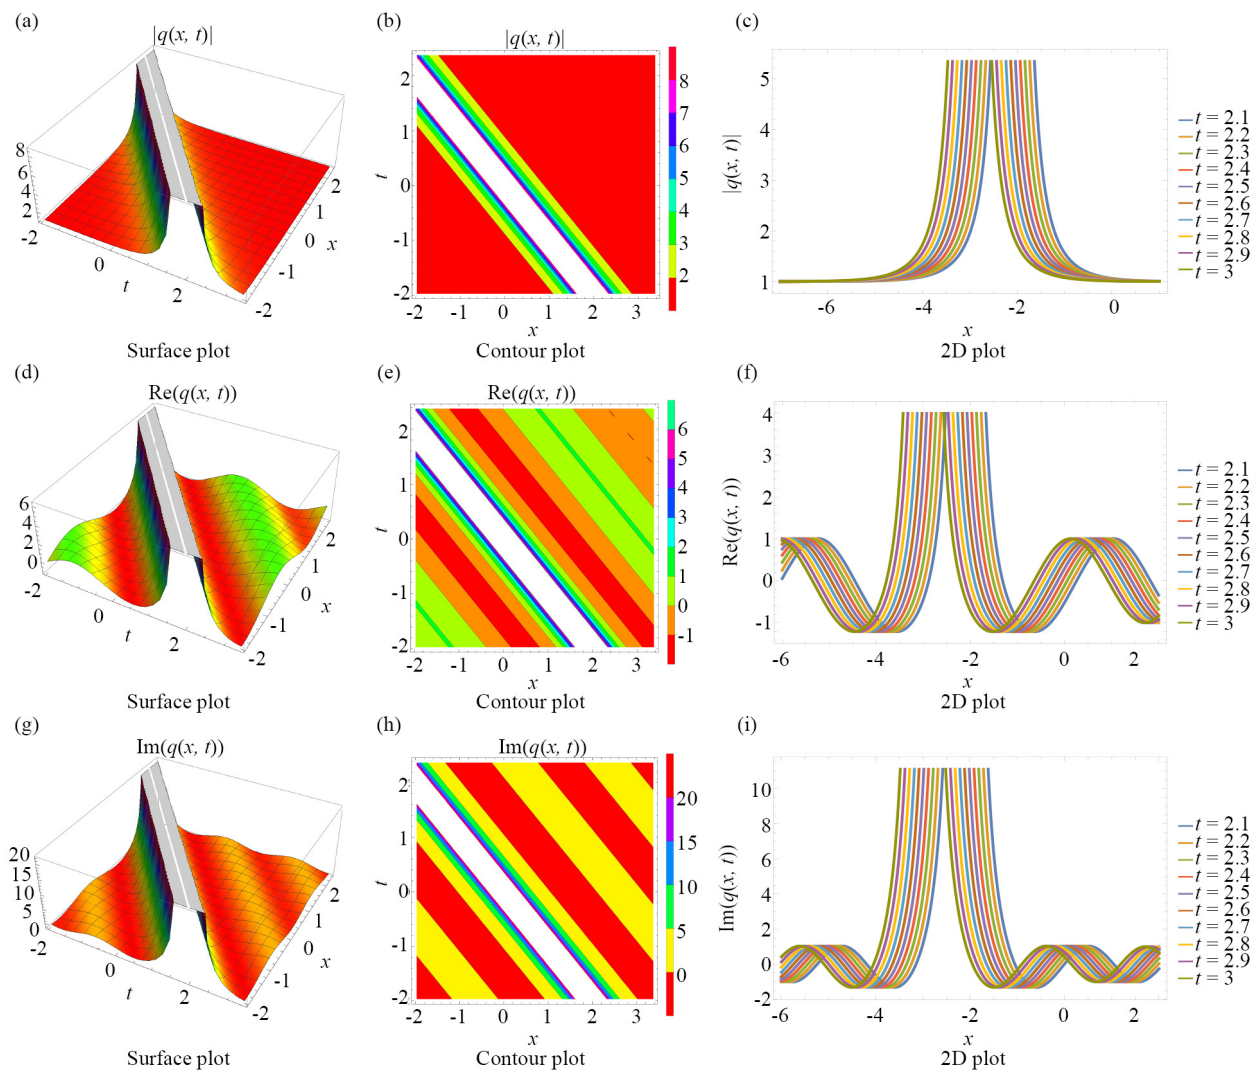 (a)
|q(x, t)|
8
6
4
2
-2
0
2
t
-2
-1
0
1
2
x
Surface plot
(b)
|q(x, t)|
2
1
0
-1
-2
t
-2 -1 0 1 2 3
x
8
7
6
5
4
3
2
Contour plot
(c)
5
4
3
2
1
|q(x, t)|
-6 -4 -2 0
x
t = 2.1
t = 2.2
t = 2.3
t = 2.4
t = 2.5
t = 2.6
t = 2.7
t = 2.8
t = 2.9
t = 3
2D plot
(d)
Re(q(x, t))
6
4
2
0
-2
0
2
t
-2
-1
0
1
2
x
Surface plot
(e)
Re(q(x, t))
2
1
0
-1
-2
t
-2 -1 0 1 2 3
x
6
5
4
3
2
1
0
-1
Contour plot
(f)
4
3
2
1
0
-1
Re(q(x, t))
-6 -4 -2 0 2
x
t = 2.1
t = 2.2
t = 2.3
t = 2.4
t = 2.5
t = 2.6
t = 2.7
t = 2.8
t = 2.9
t = 3
2D plot
(g)
Im(q(x, t))
20
15
10
5
0
-2
0
2
t
-2
-1
0
1
2
x
Surface plot
(h)
Im(q(x, t))
2
1
0
-1
-2
t
-2 -1 0 1 2 3
x
20
15
10
5
0
Contour plot
(i)
10
8
6
4
2
0
-2
Im(q(x, t))
-6 -4 -2 0 2
x
t = 2.1
t = 2.2
t = 2.3
t = 2.4
t = 2.5
t = 2.6
t = 2.7
t = 2.8
t = 2.9
t = 3
2D plot